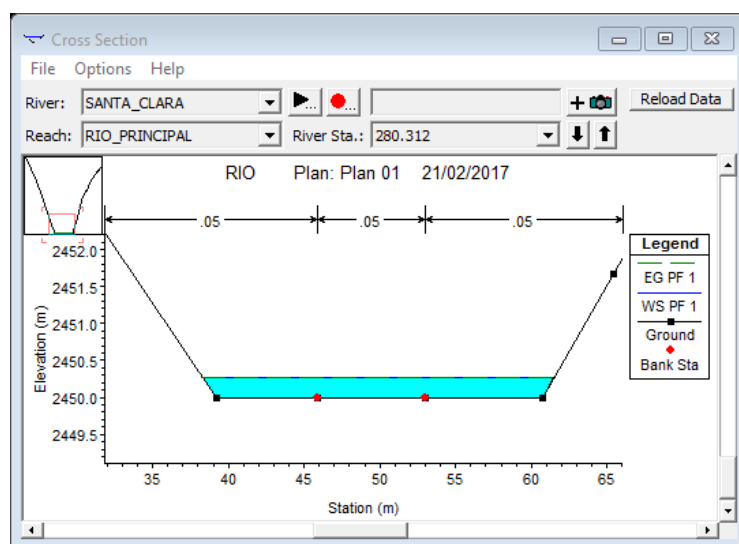 Cross Section
File Options Help
River: SANTA_CLARA ... ... Reload Data
Reach: RIO_PRINCIPAL River Sta.: 280.312
RIO Plan: Plan 01 21/02/2017
.05 .05 .05
Legend
EG PF 1
WS PF 1
Ground
Bank Sta
2452.0
2451.5
2451.0
2450.5
2450.0
2449.5
Elevation (m)
35 40 45 50 55 60 65
Station (m)